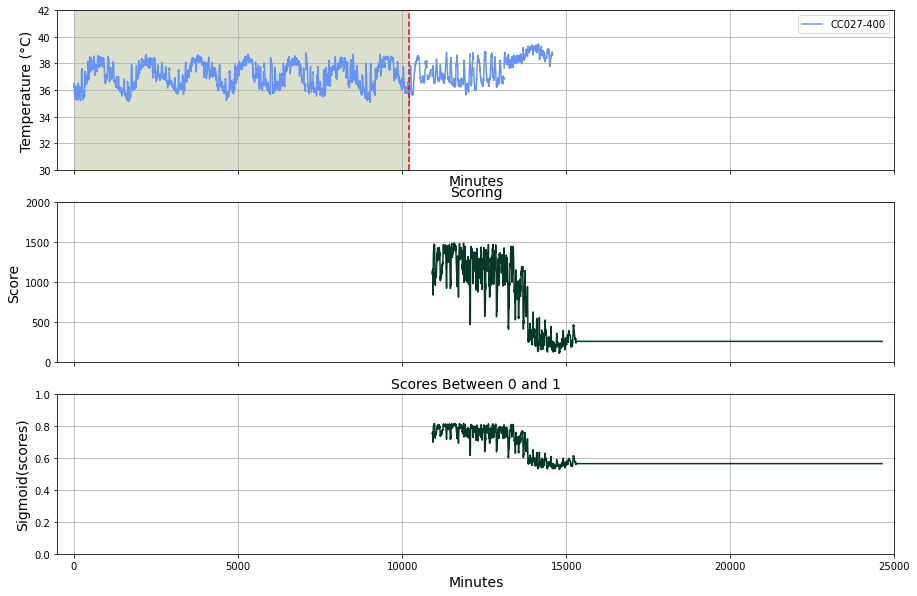 42
40
38
36
34
32
30
Temperature (°C)
CC027-400
Minutes
Scoring
2000
1500
1000
500
0
Score
Scores Between 0 and 1
1.0
0.8
0.6
0.4
0.2
0.0
Sigmoid(scores)
0 5000 10000 15000 20000 25000
Minutes